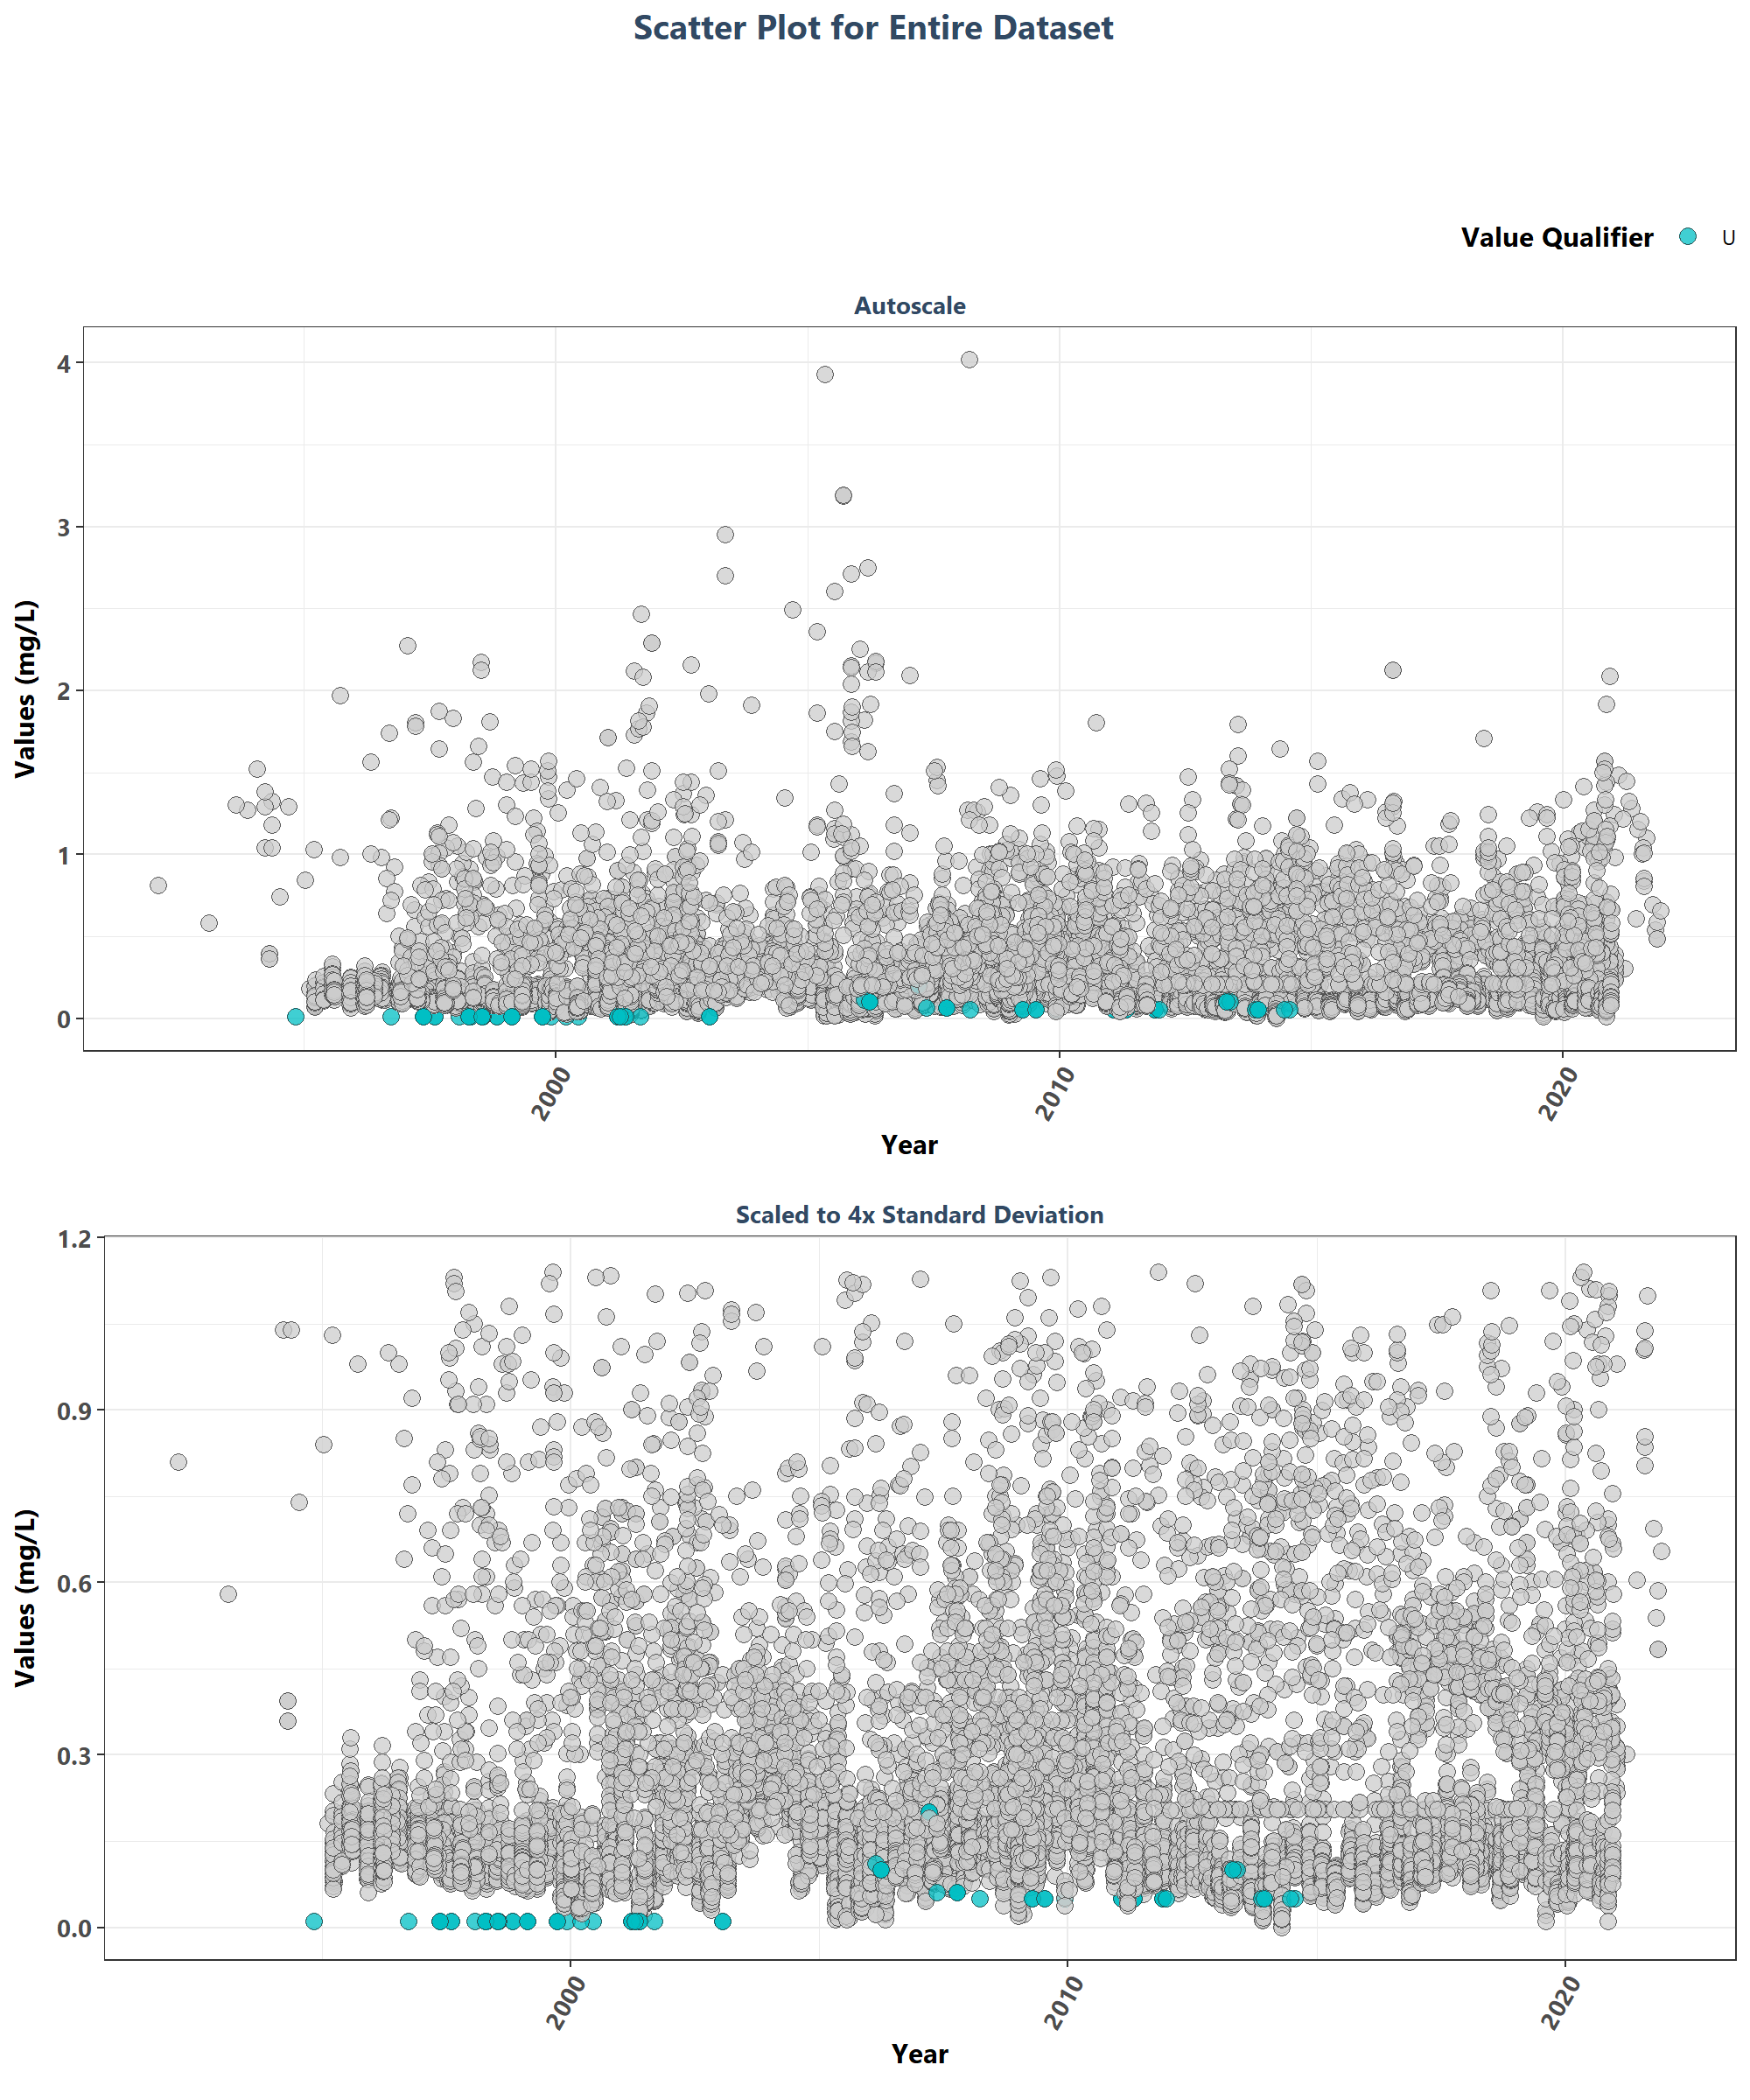 Scatter Plot for Entire Dataset
Value Qualifier U
Autoscale
4
3
2
1
0
Values (mg/L)
2000 2010 2020
Year
Scaled to 4x Standard Deviation
1.2
0.9
0.6
0.3
0.0
Values (mg/L)
2000 2010 2020
Year